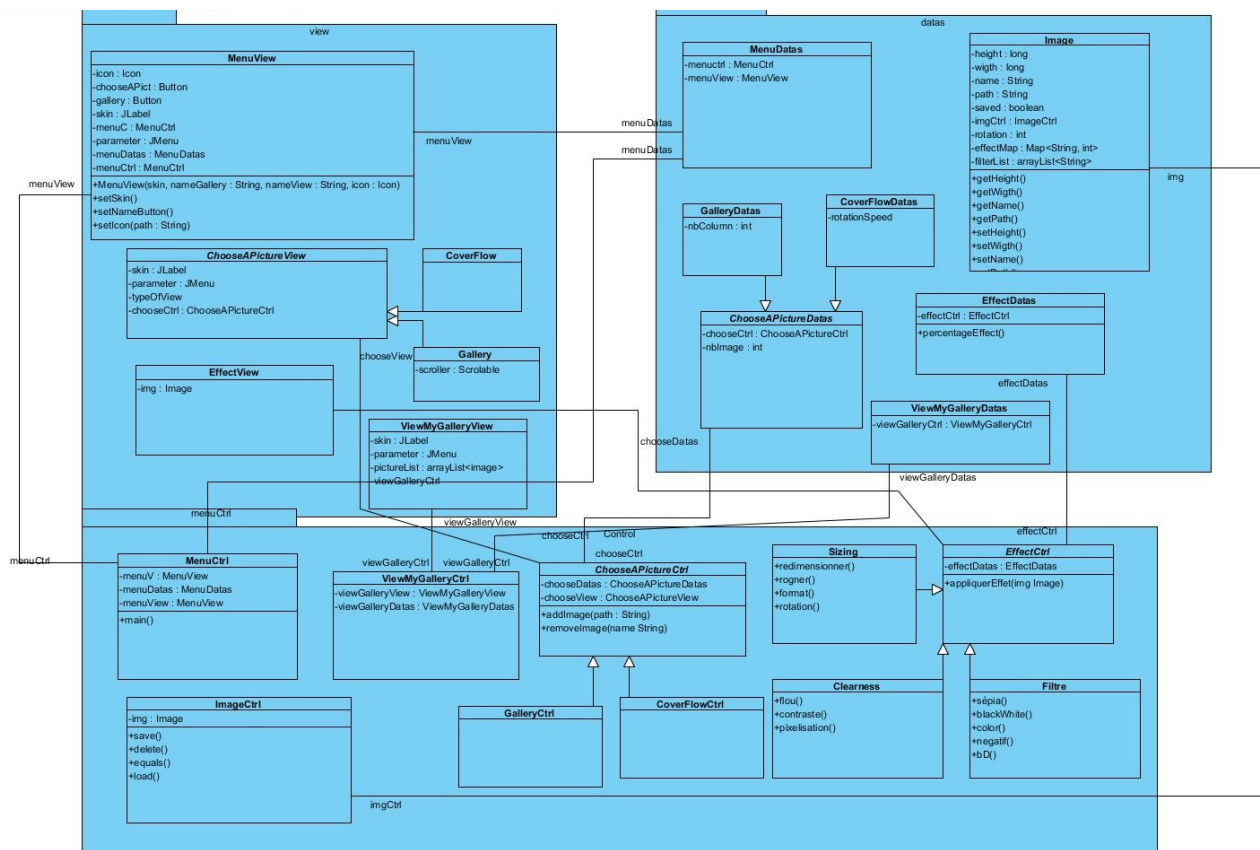 view
MenuView
-icon : Icon
-chooseAPict : Button
-gallery : Button
-skin : JLabel
-menuC : MenuCtrl
-parameter : JMenu
-menuDatas : MenuDatas
-menuCtrl : MenuCtrl
+MenuView(skin, nameGallery : String, nameView : String, icon : Icon)
+setSkin()
+setNameButton()
+setIcon(path : String)
menuView
menuView
menuDatas
menuDatas
ChooseAPictureView
-skin : JLabel
-parameter : JMenu
-typeOfView
-chooseCtrl : ChooseAPictureCtrl
CoverFlow
chooseView
Gallery
-scroller : Scrolable
EffectView
-img : Image
ViewMyGalleryView
-skin : JLabel
-parameter : JMenu
-pictureList : arrayList<image>
-viewGalleryCtrl
datas
MenuDatas
-menuctrl : MenuCtrl
-menuView : MenuView
Image
-height : long
-wigth : long
-name : String
-path : String
-saved : boolean
-imgCtrl : ImageCtrl
-rotation : int
-effectMap : Map<String, int>
-filterList : arrayList<String>
+getHeight()
+getWigth()
+getName()
+getPath()
+setHeight()
+setWigth()
+setName()
img
GalleryDatas
-nbColumn : int
CoverFlowDatas
-rotationSpeed
ChooseAPictureDatas
-chooseCtrl : ChooseAPictureCtrl
-nbImage : int
EffectDatas
-effectCtrl : EffectCtrl
+percentageEffect()
effectDatas
ViewMyGalleryDatas
-viewGalleryCtrl : ViewMyGalleryCtrl
chooseDatas
viewGalleryDatas
menuCtrl
viewGalleryView
menuCtrl
chooseCtrl
Control
chooseCtrl
effectCtrl
viewGalleryCtrl
viewGalleryCtrl
MenuCtrl
-menuV : MenuView
-menuDatas : MenuDatas
-menuView : MenuView
+main()
ViewMyGalleryCtrl
-viewGalleryView : ViewMyGalleryView
-viewGalleryDatas : ViewMyGalleryDatas
ChooseAPictureCtrl
-chooseDatas : ChooseAPictureDatas
-chooseView : ChooseAPictureView
+addImage(path : String)
+removeImage(name String)
Sizing
+redimensionner()
+rogner()
+format()
+rotation()
EffectCtrl
-effectDatas : EffectDatas
+appliquerEffet(img Image)
ImageCtrl
-img : Image
+save()
+delete()
+equals()
+load()
GalleryCtrl
CoverFlowCtrl
Clearness
+flou()
+contraste()
+pixelisation()
Filtre
+sépia()
+blackWhite()
+color()
+negatif()
+bD()
imgCtrl